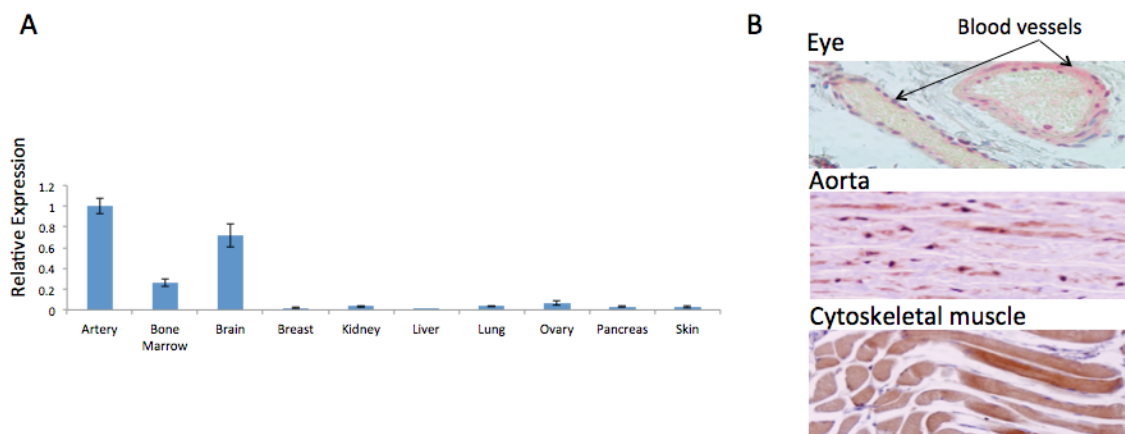 A
Relative Expression
1.2
1
0.8
0.6
0.4
0.2
0
Artery
Bone
Marrow
Brain
Breast
Kidney
Liver
Lung
Ovary
Pancreas
Skin
B
Blood vessels
Eye
Aorta
Cytoskeletal muscle